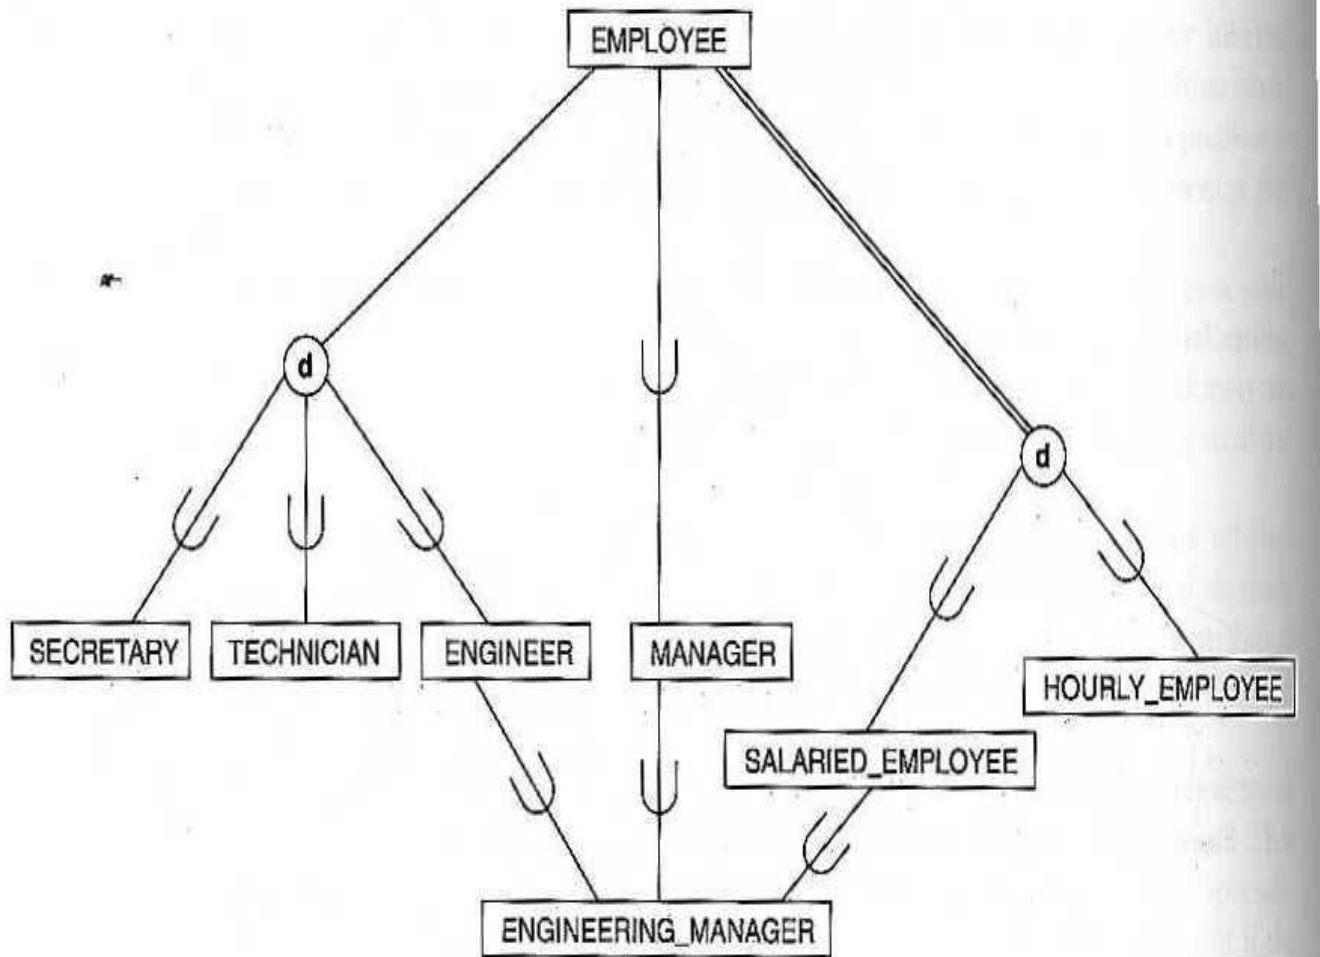 EMPLOYEE
d
d
SECRETARY
TECHNICIAN
ENGINEER
MANAGER
HOURLY_EMPLOYEE
SALARIED_EMPLOYEE
ENGINEERING_MANAGER